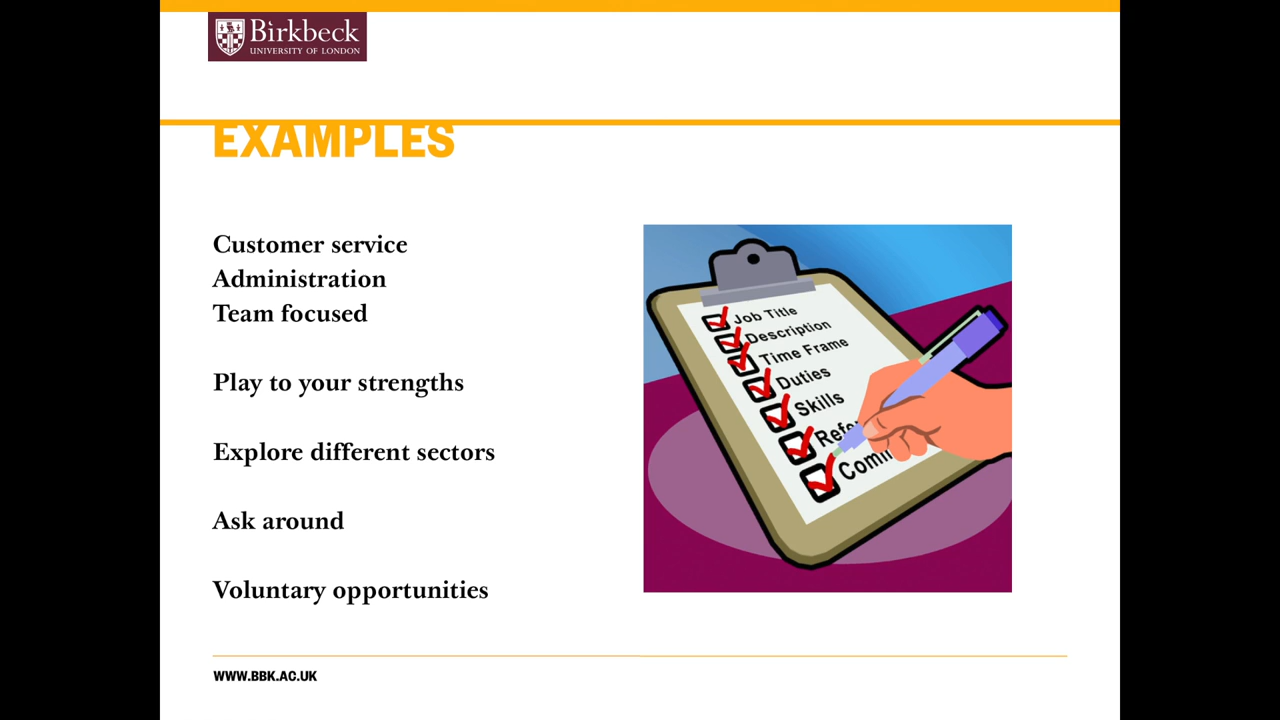 Birkbeck
UNIVERSITY OF LONDON
EXAMPLES
Customer service
Administration
Team focused
Play to your strengths
Explore different sectors
Ask around
Voluntary opportunities
Job Title
Description
Time Frame
Duties
Skills
WWW.BBK.AC.UK